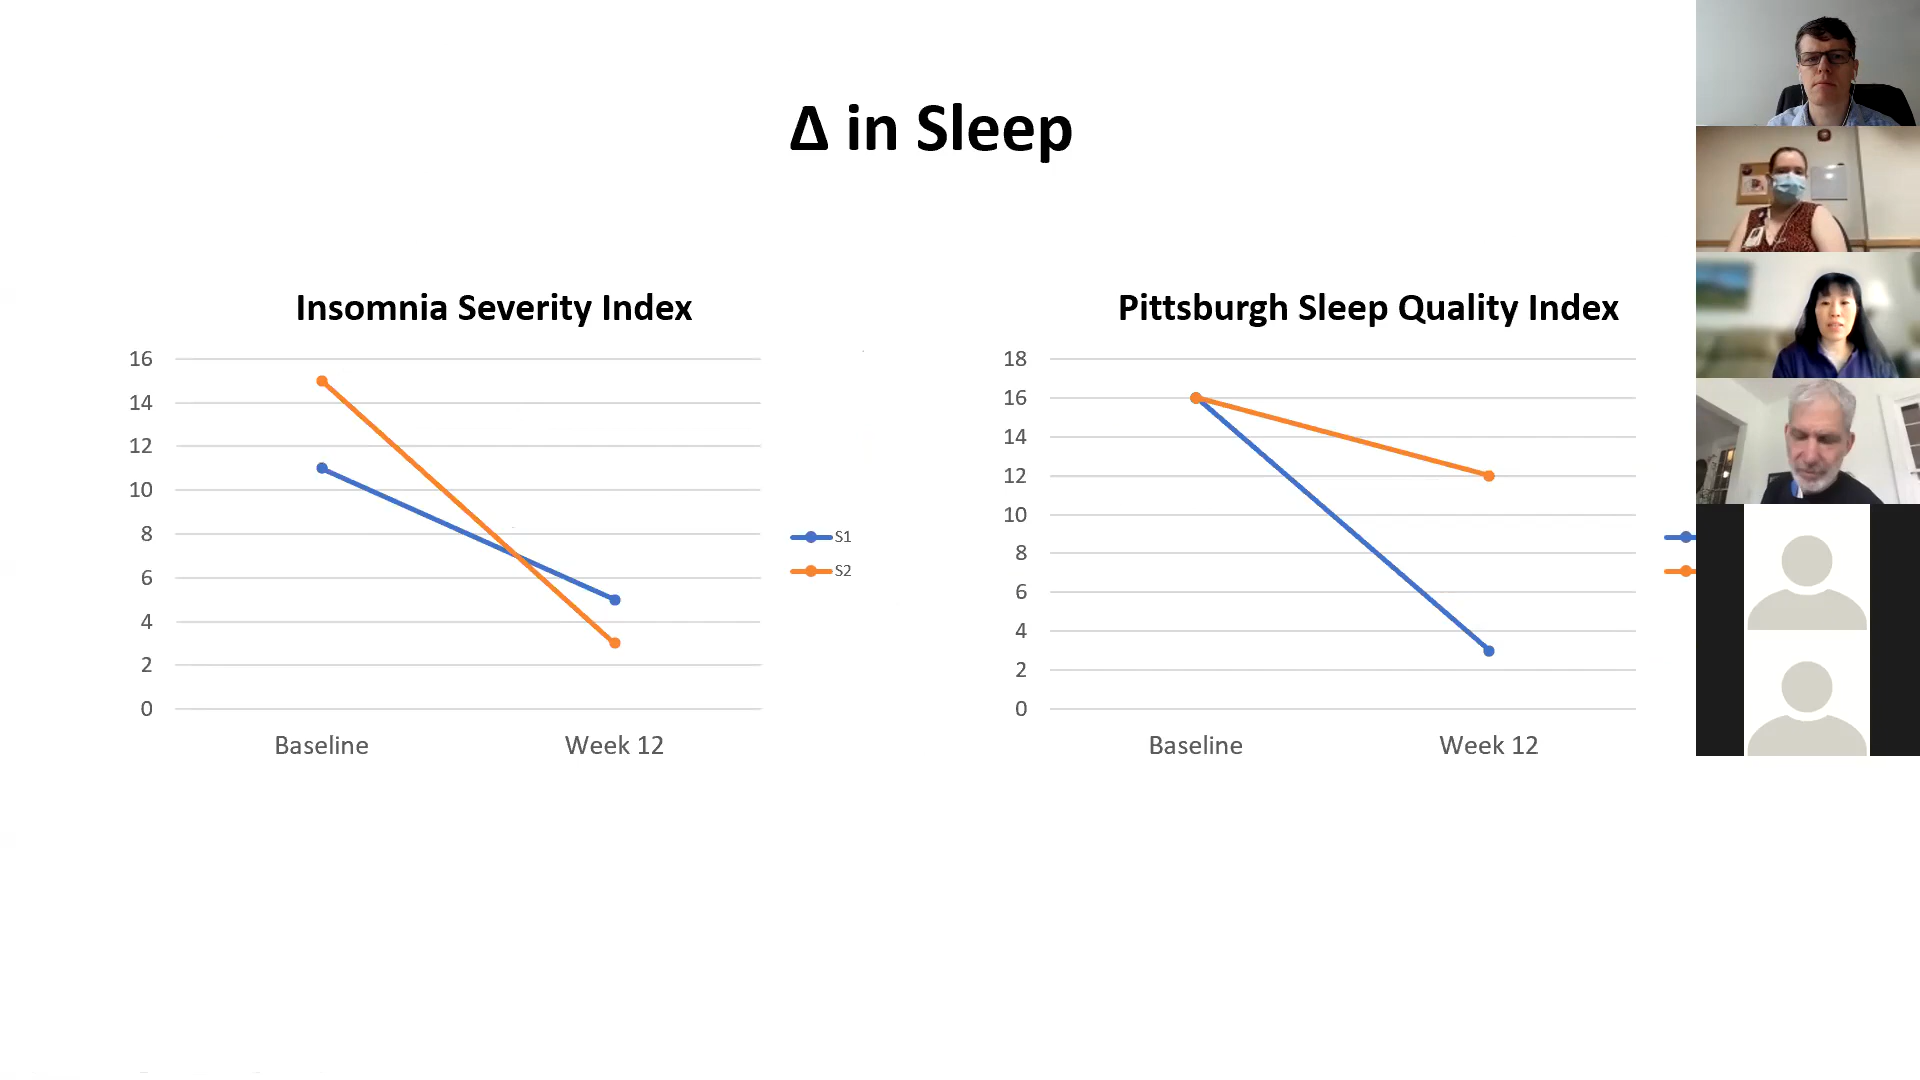 Δ in Sleep
Insomnia Severity Index
16
14
12
10
8
6
4
2
0
Baseline Week 12
S1
S2
Pittsburgh Sleep Quality Index
18
16
14
12
10
8
6
4
2
0
Baseline Week 12